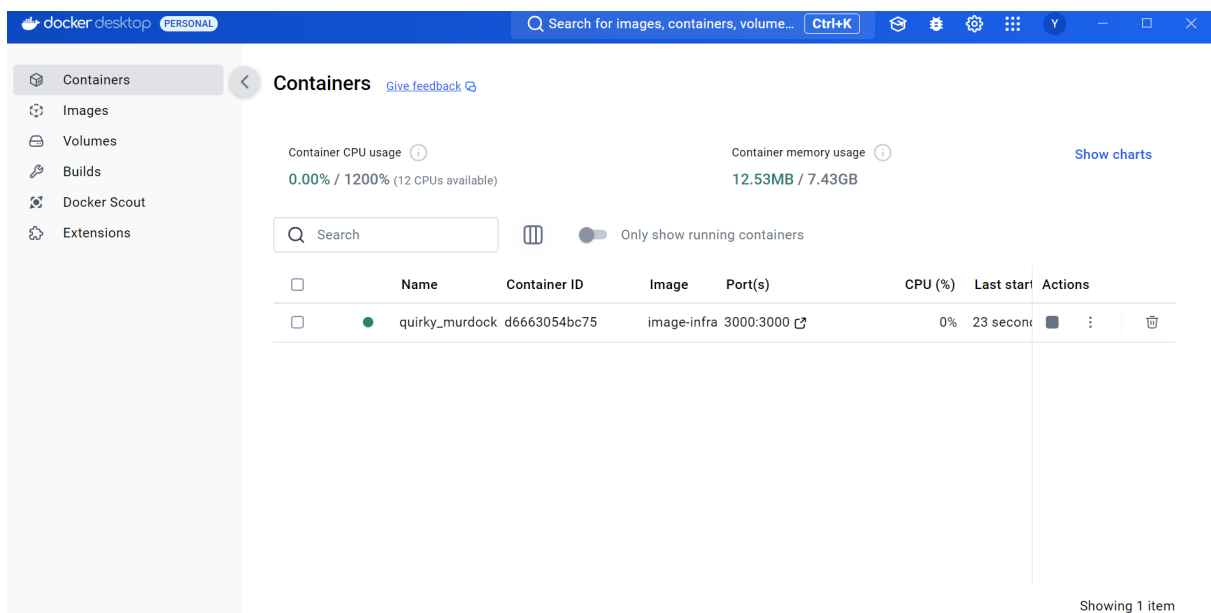 docker desktop PERSONAL Search for images, containers, volume... Ctrl+K Y
Containers
Images
Volumes
Builds
Docker Scout
Extensions
Containers Give feedback
Container CPU usage
0.00% / 1200% (12 CPUs available)
Container memory usage
12.53MB / 7.43GB
Show charts
Search Only show running containers
Name Container ID Image Port(s) CPU (%) Last start Actions
quirky_murdock d6663054bc75 image-infra 3000:3000 0% 23 second
Showing 1 item